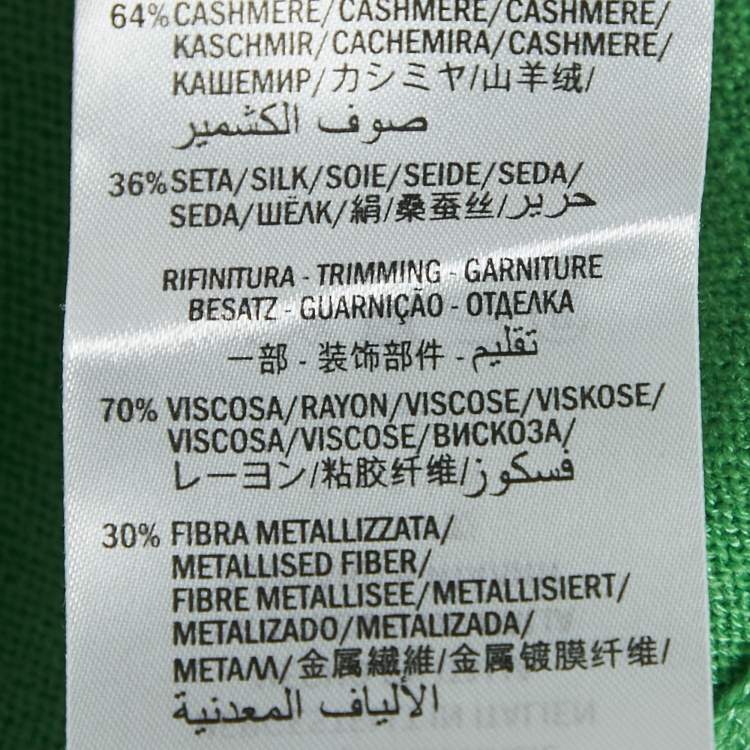 64% CASHMERE/CASHMERE/CASHMERE/
KASCHMIR/CACHEMIRA/CASHMERE/
КАШЕМИР/カシミヤ/山羊绒/
صوف الكشمير
36% SETA/SILK/SOIE/SEIDE/SEDA/
SEDA/ШЁЛК/絹/桑蚕丝/حرير
RIFINITURA - TRIMMING - GARNITURE
BESATZ - GUARNIÇÃO - ОТДЕЛКА
一部 - 装饰部件 - تقليم
70% VISCOSA/RAYON/VISCOSE/VISKOSE/
VISCOSA/VISCOSE/ВИСКОЗА/
レーヨン/粘胶纤维/فسكوز
30% FIBRA METALLIZZATA/
METALLISED FIBER/
FIBRE METALLISEE/METALLISIERT/
METALIZADO/METALIZADA/
МЕТАЛЛ/金属繊維/金属镀膜纤维/
الألياف المعدنية